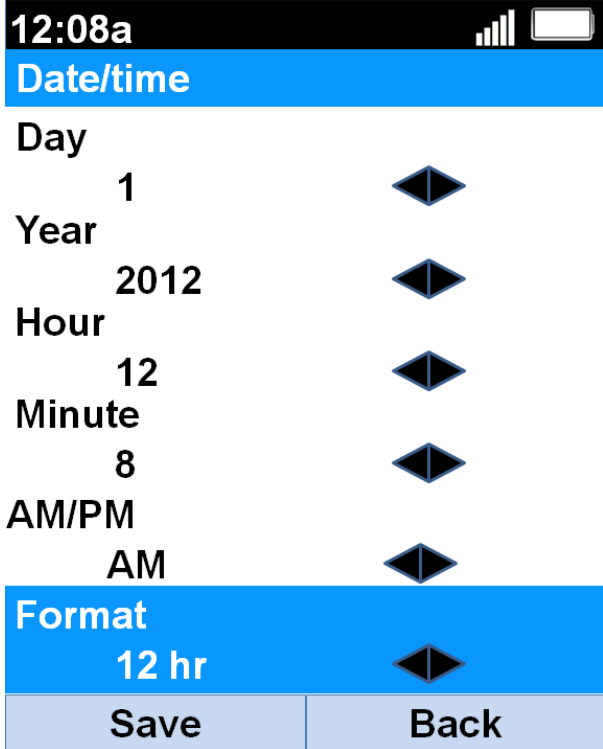 12:08a
Date/time
Day
1
Year
2012
Hour
12
Minute
8
AM/PM
AM
Format
12 hr
Save Back